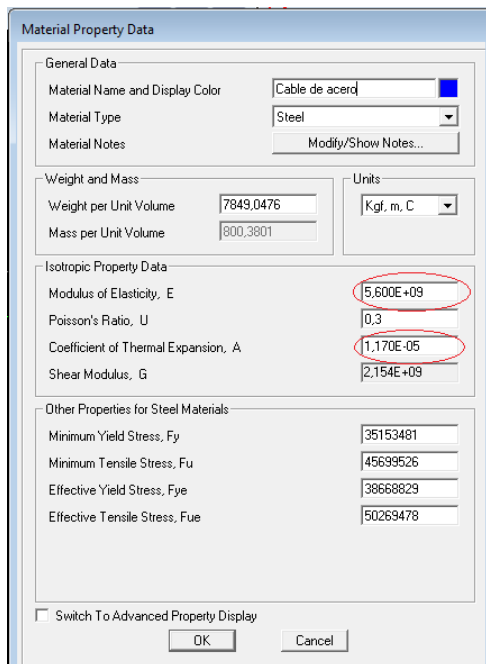 Material Property Data
General Data
Material Name and Display Color Cable de acero
Material Type Steel
Material Notes Modify/Show Notes...
Weight and Mass Units
Weight per Unit Volume 7849,0476 Kgf, m, C
Mass per Unit Volume 800,3801
Isotropic Property Data
Modulus of Elasticity, E 5,600E+09
Poisson's Ratio, U 0,3
Coefficient of Thermal Expansion, A 1,170E-05
Shear Modulus, G 2,154E+09
Other Properties for Steel Materials
Minimum Yield Stress, Fy 35153481
Minimum Tensile Stress, Fu 45699526
Effective Yield Stress, Fye 38668829
Effective Tensile Stress, Fue 50269478
Switch To Advanced Property Display
OK Cancel